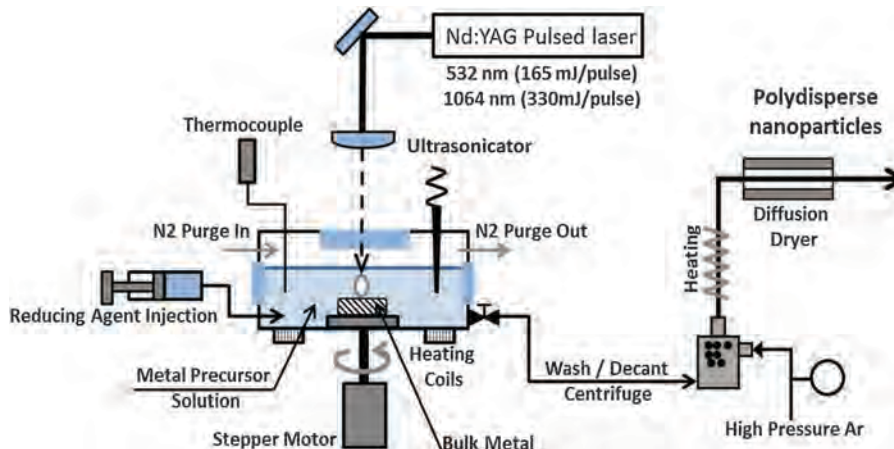 Nd:YAG Pulsed laser
532 nm (165 mJ/pulse)
1064 nm (330mJ/pulse)
Thermocouple
Ultrasonicator
Polydisperse
nanoparticles
N2 Purge In
N2 Purge Out
Diffusion
Dryer
Heating
Reducing Agent Injection
Metal Precursor
Solution
Heating
Coils
Wash / Decant
Centrifuge
Stepper Motor
Bulk Metal
High Pressure Ar